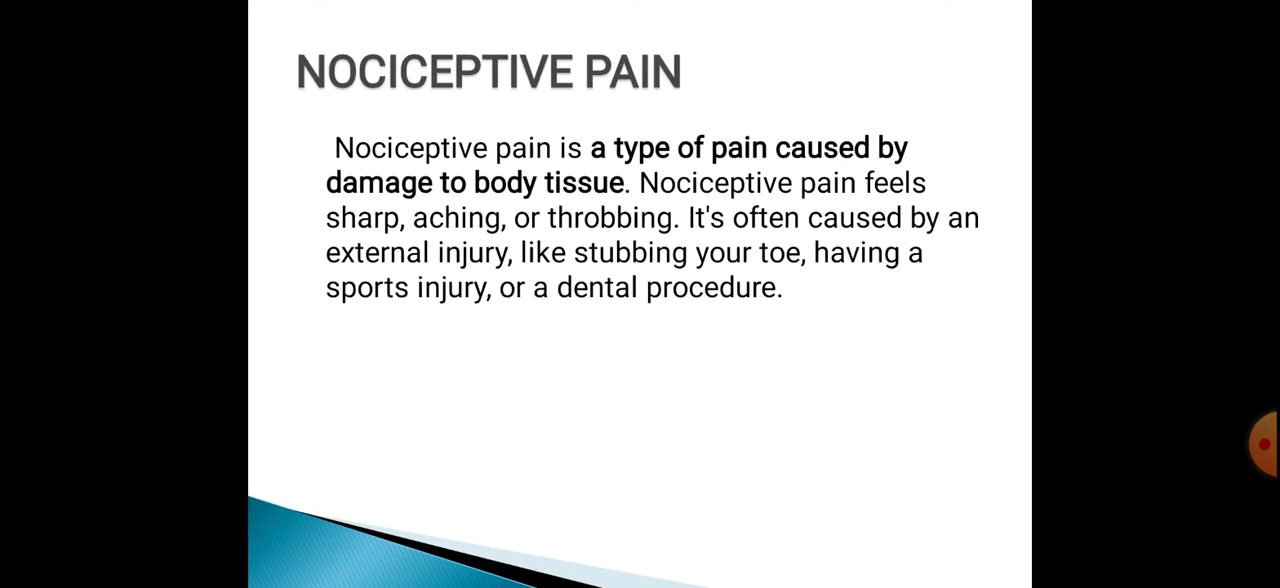 NOCICEPTIVE PAIN
Nociceptive pain is a type of pain caused by
damage to body tissue. Nociceptive pain feels
sharp, aching, or throbbing. It's often caused by an
external injury, like stubbing your toe, having a
sports injury, or a dental procedure.